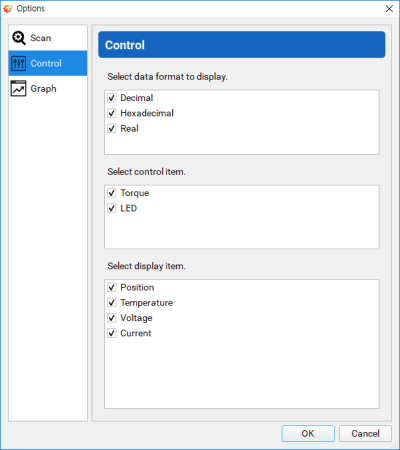 Options
Scan
Control
Graph
Control
Select data format to display.
Decimal
Hexadecimal
Real
Select control item.
Torque
LED
Select display item.
Position
Temperature
Voltage
Current
OK
Cancel